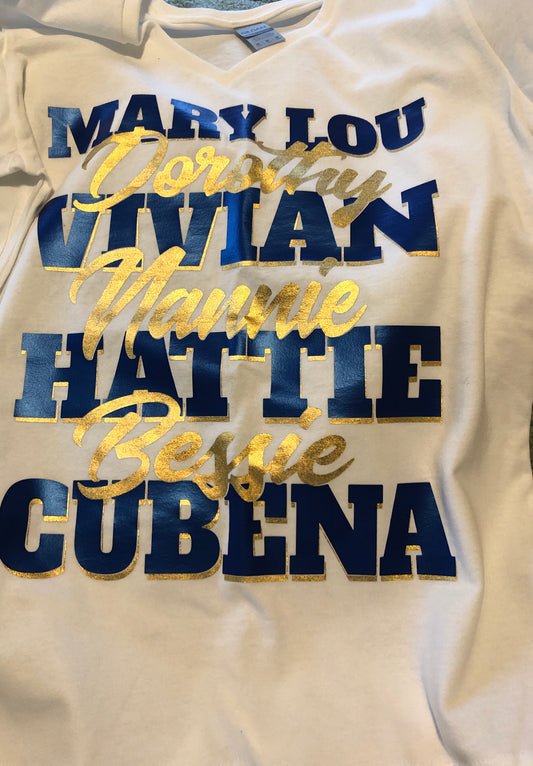 MARY LOU
Dorothy
VIVIAN
Nannie
HATTIE
Bessie
CUBENA